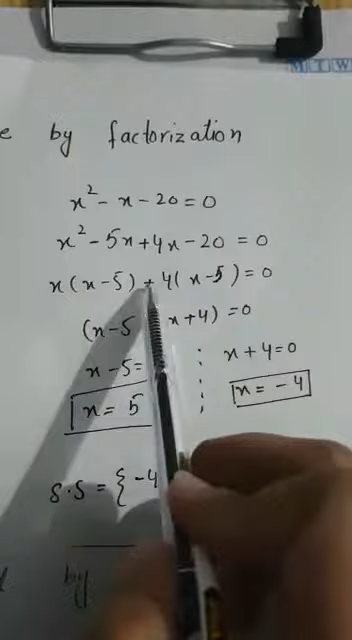 M T W
e by factorization
x² - x - 20 = 0
x² - 5x + 4x - 20 = 0
x(x-5) + 4(x-5) = 0
(x-5 x+4) = 0
x-5= x+4=0
x = 5 x = -4
S.S = { -4
by